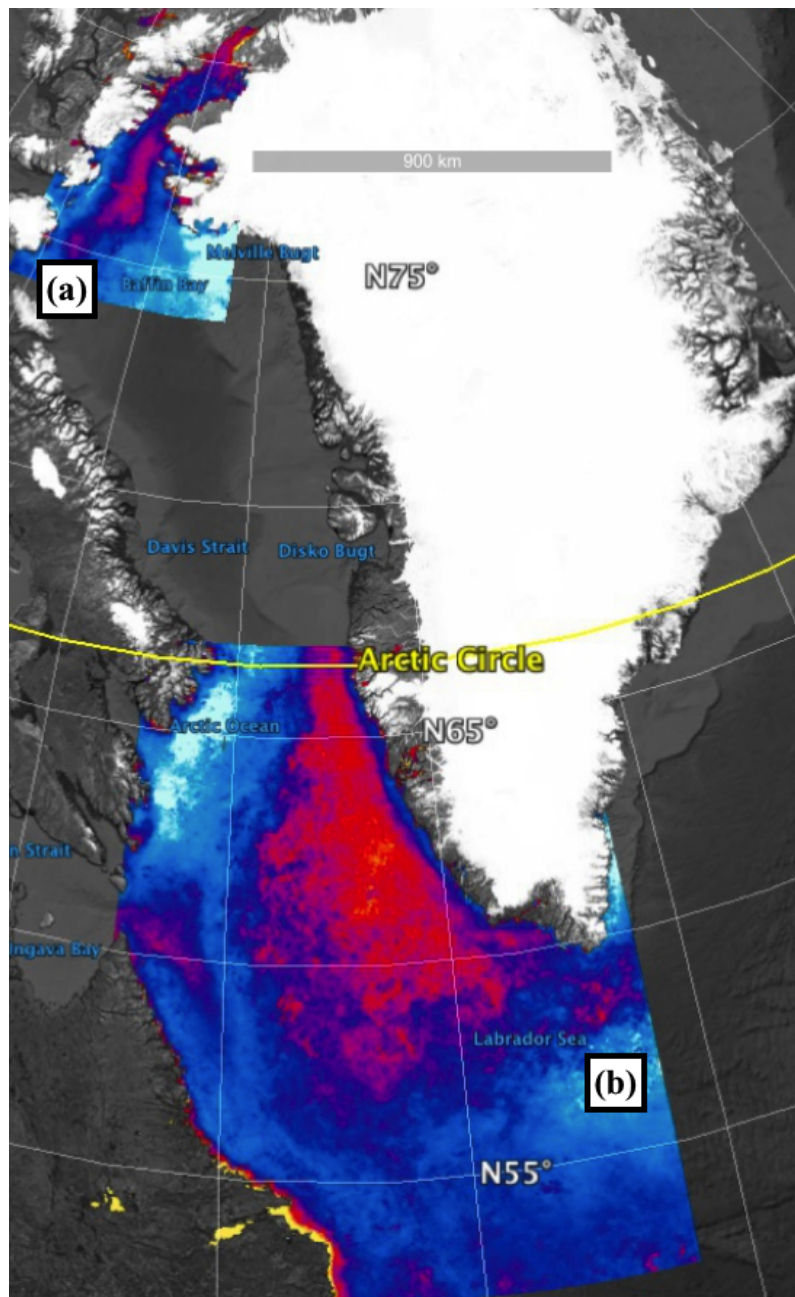 900 km
Melville Bugt
N75°
(a)
Baffin Bay
Davis Strait
Disko Bugt
Arctic Circle
Arctic Ocean
N65°
n Strait
Ingava Bay
Labrador Sea
(b)
N55°